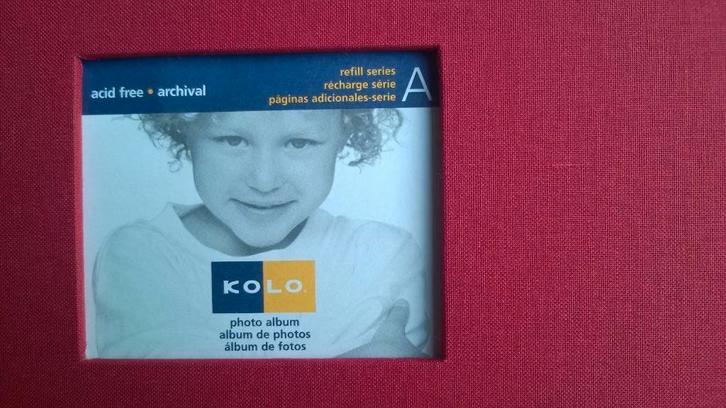 acid free • archival
refill series
récharge série
páginas adicionales-serie
A
KOLO
photo album
album de photos
álbum de fotos